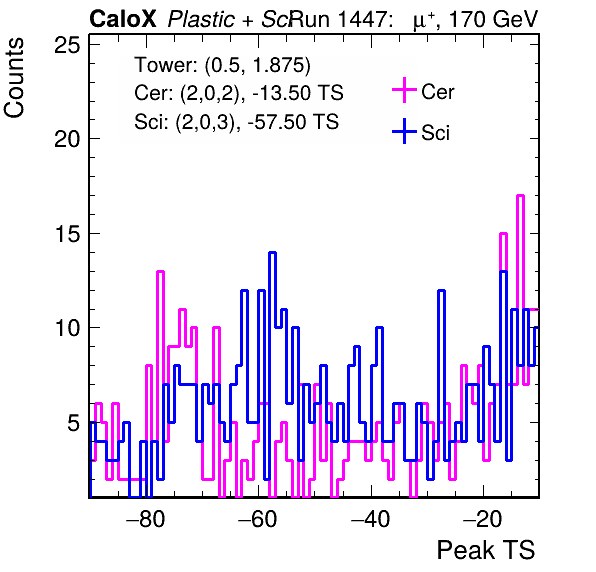 CaloX Plastic + Sci Run 1447: μ⁺, 170 GeV
Counts
25
20
15
10
5
Tower: (0.5, 1.875)
Cer: (2,0,2), -13.50 TS
Sci: (2,0,3), -57.50 TS
Cer
Sci
−80 −60 −40 −20
Peak TS